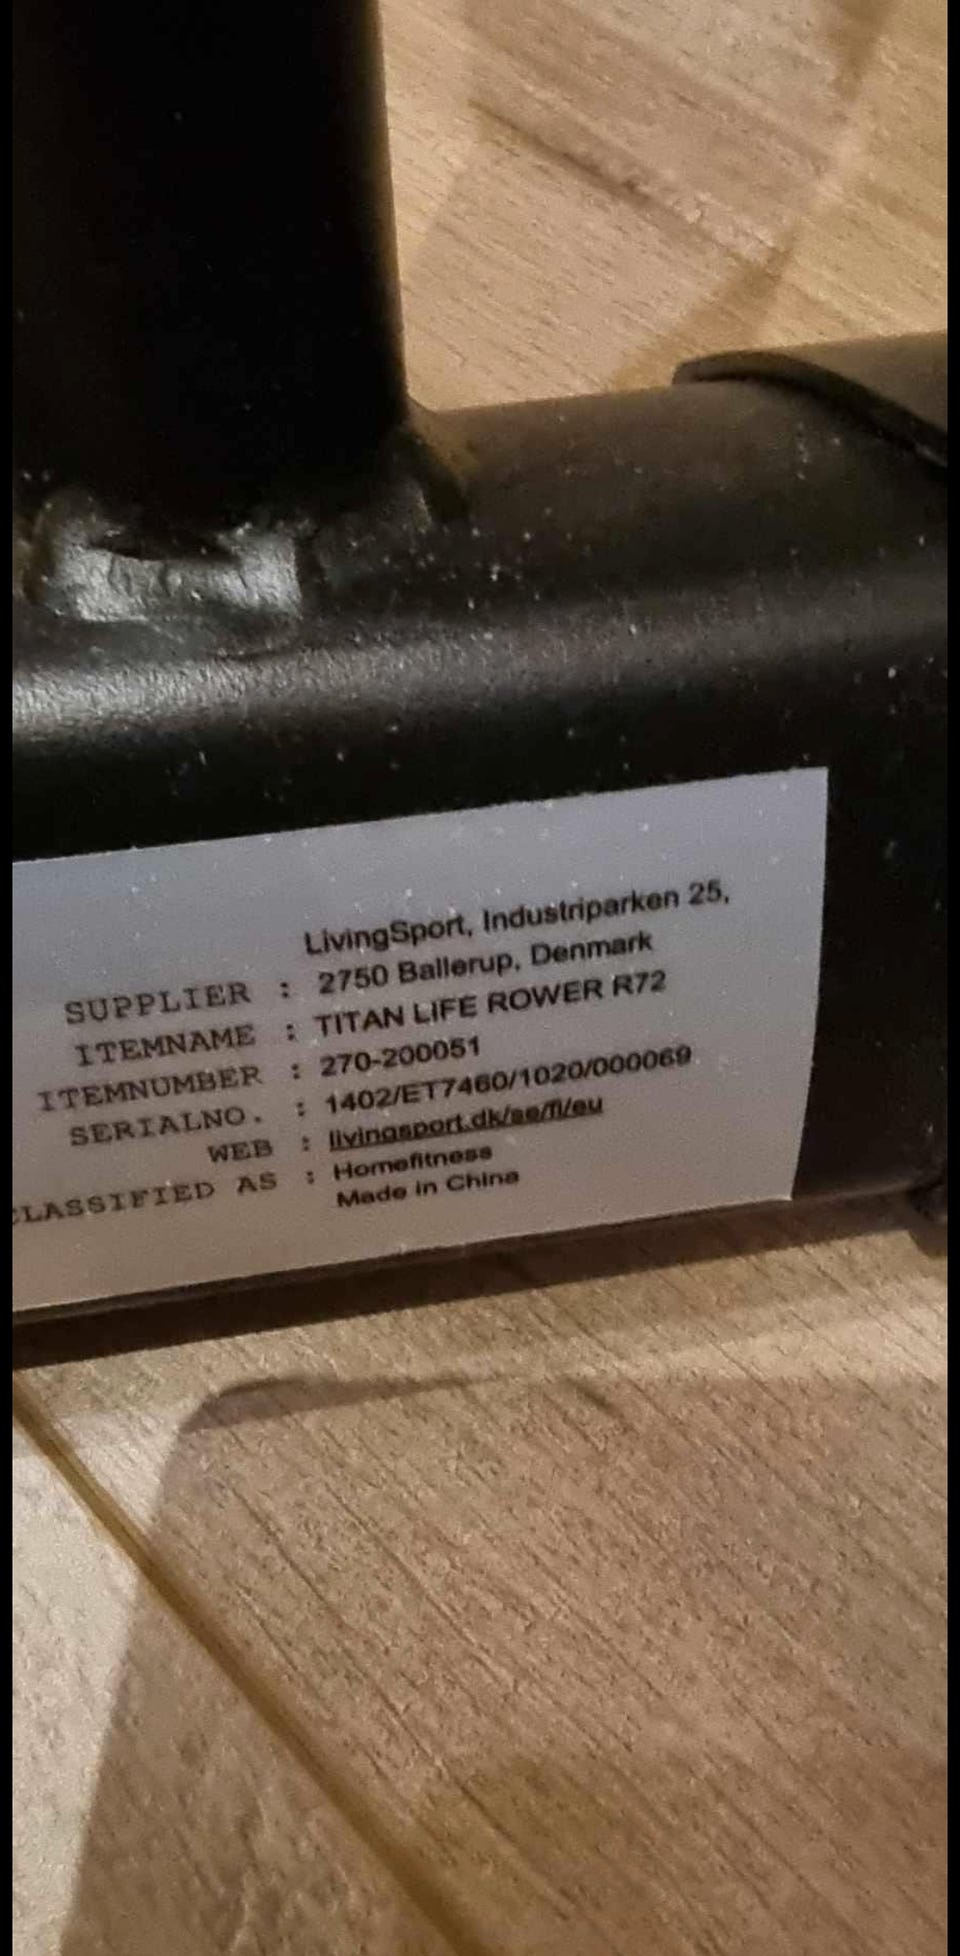 LivingSport, Industriparken 25,
SUPPLIER : 2750 Ballerup, Denmark
ITEMNAME : TITAN LIFE ROWER R72
ITEMNUMBER : 270-200051
SERIALNO. : 1402/ET7460/1020/000069
WEB : livingsport.dk/se/fi/eu
CLASSIFIED AS : Homefitness
Made in China